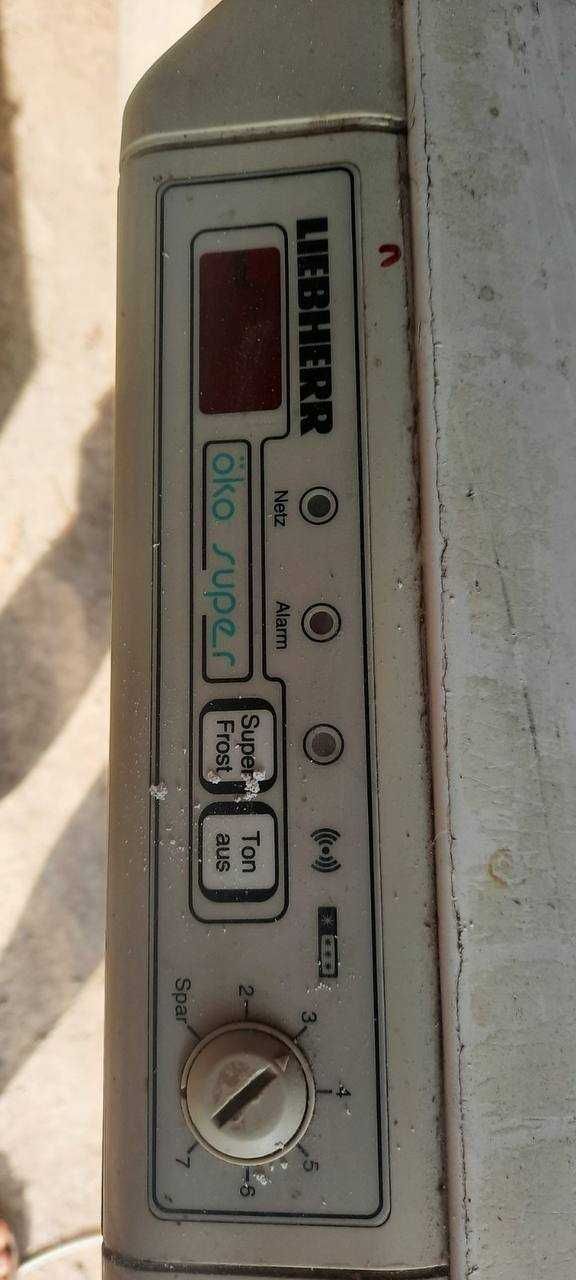 LIEBHERR
Netz
Alarm
öko super
Super
Frost
Ton
aus
Spar
2
3
4
5
6
7